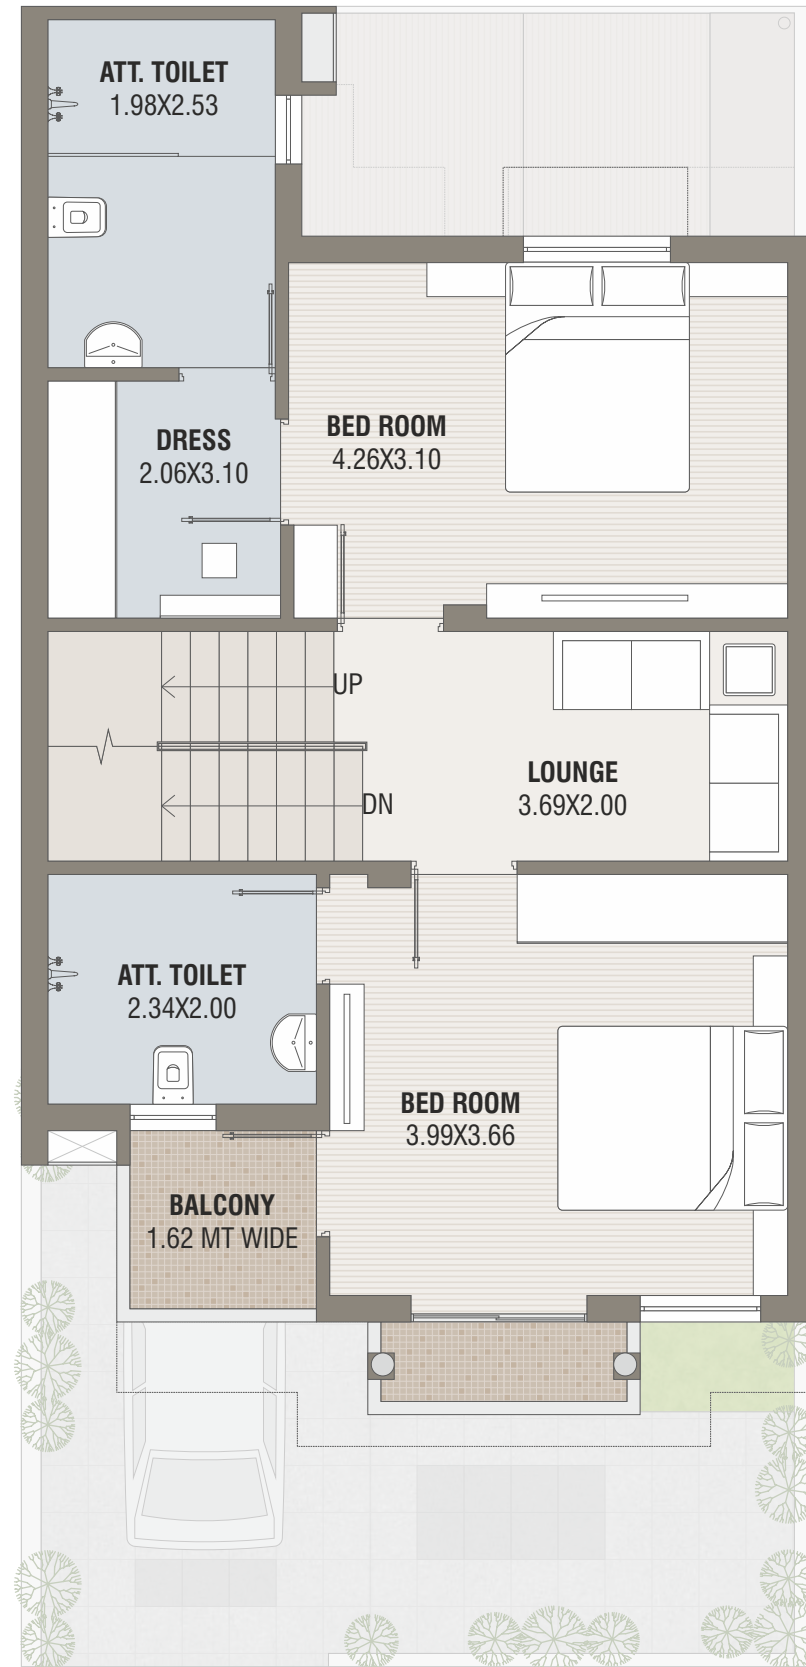 ATT. TOILET
1.98X2.53
BED ROOM
4.26X3.10
DRESS
2.06X3.10
UP
LOUNGE
3.69X2.00
DN
ATT. TOILET
2.34X2.00
BED ROOM
3.99X3.66
BALCONY
1.62 MT WIDE